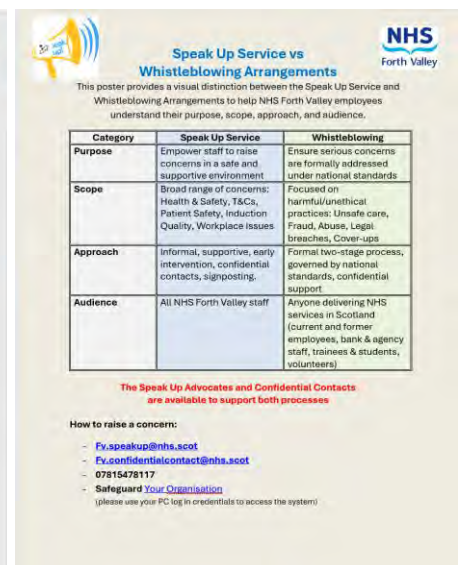 NHS
Forth Valley
Speak Up Service vs
Whistleblowing Arrangements
This poster provides a visual distinction between the Speak Up Service and
Whistleblowing Arrangements to help NHS Forth Valley employees
understand their purpose, scope, approach, and audience.
Category Speak Up Service Whistleblowing
Purpose
Empower staff to raise
concerns in a safe and
supportive environment
Ensure serious concerns
are formally addressed
under national standards
Scope
Broad range of concerns:
Health & Safety, T&Cs,
Patient Safety, Induction
Quality, Workplace Issues
Focused on
harmful/unethical
practices: Unsafe care,
Fraud, Abuse, Legal
breaches, Cover-ups
Approach
Informal, supportive, early
intervention, confidential
contacts, signposting.
Formal two-stage process,
governed by national
standards, confidential
support
Audience
All NHS Forth Valley staff
Anyone delivering NHS
services in Scotland
(current and former
employees, bank & agency
staff, trainees & students,
volunteers)
The Speak Up Advocates and Confidential Contacts
are available to support both processes
How to raise a concern:
- Fv.speakup@nhs.scot
- Fv.confidentialcontact@nhs.scot
- 07815478117
- Safeguard Your Organisation
(please use your PC log in credentials to access the system)